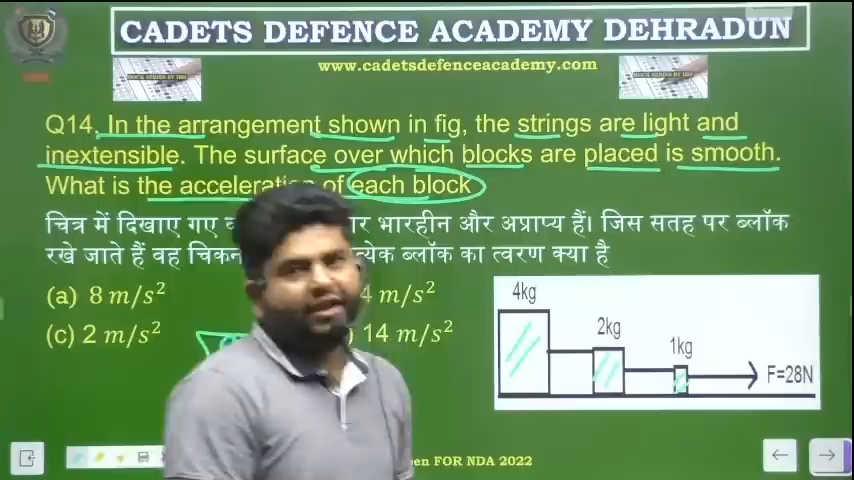 CADETS DEFENCE ACADEMY DEHRADUN
www.cadetsdefenceacademy.com
Q14. In the arrangement shown in fig, the strings are light and
inextensible. The surface over which blocks are placed is smooth.
What is the acceleration of each block
चित्र में दिखाए गए भारहीन और अप्राप्य हैं। जिस सतह पर ब्लॉक
रखे जाते हैं वह ब्लॉक का त्वरण क्या है
(a) 8 m/s²
4 m/s²
(c) 2 m/s²
14 m/s²
4kg
2kg
1kg
F=28N
FOR NDA 2022